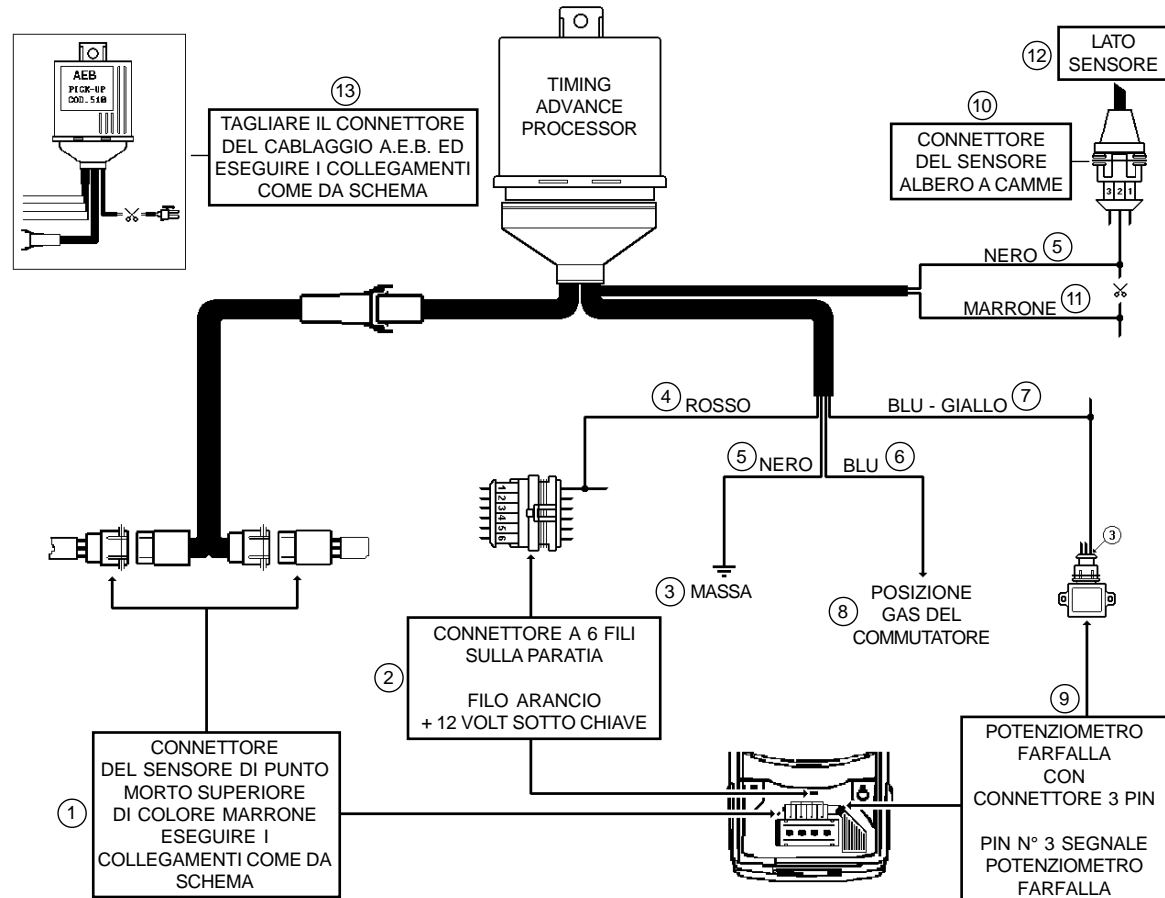 AEB
PICK-UP
COD. 510
13
TAGLIARE IL CONNETTORE
DEL CABLAGGIO A.E.B. ED
ESEGUIRE I COLLEGAMENTI
COME DA SCHEMA
TIMING
ADVANCE
PROCESSOR
12
LATO
SENSORE
10
CONNETTORE
DEL SENSORE
ALBERO A CAMME
3 2 1
NERO 5
MARRONE 11
4 ROSSO
BLU - GIALLO 7
5 NERO
BLU 6
1
2
3
4
5
6
3
3 MASSA
8
POSIZIONE
GAS DEL
COMMUTATORE
2
CONNETTORE A 6 FILI
SULLA PARATIA
FILO ARANCIO
+ 12 VOLT SOTTO CHIAVE
9
POTENZIOMETRO
FARFALLA
CON
CONNETTORE 3 PIN
PIN N° 3 SEGNALE
POTENZIOMETRO
FARFALLA
1
CONNETTORE
DEL SENSORE DI PUNTO
MORTO SUPERIORE
DI COLORE MARRONE
ESEGUIRE I
COLLEGAMENTI COME DA
SCHEMA